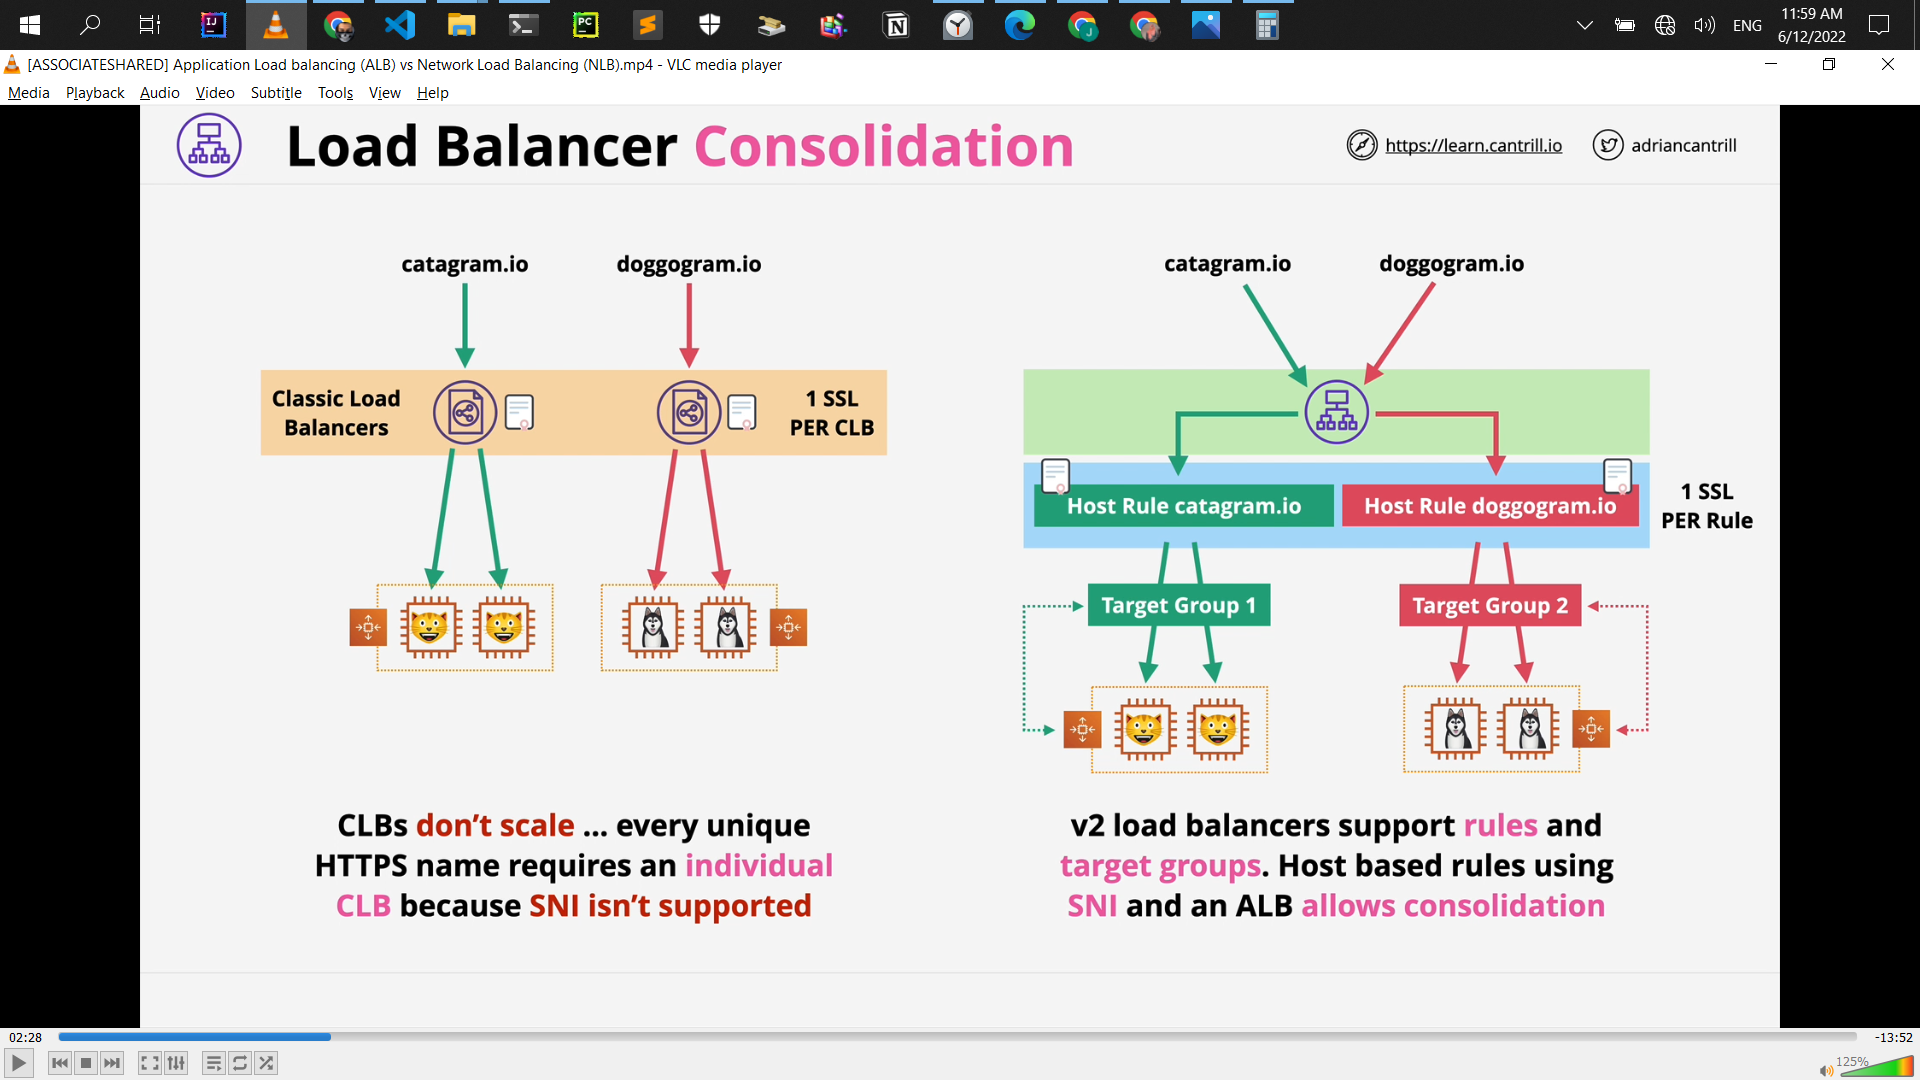 IJ
PC
N
J
ENG
11:59 AM
6/12/2022
[ASSOCIATESHARED] Application Load balancing (ALB) vs Network Load Balancing (NLB).mp4 - VLC media player
Media Playback Audio Video Subtitle Tools View Help
Load Balancer Consolidation
https://learn.cantrill.io
adriancantrill
catagram.io
doggogram.io
Classic Load
Balancers
1 SSL
PER CLB
CLBs don't scale ... every unique
HTTPS name requires an individual
CLB because SNI isn't supported
catagram.io
doggogram.io
Host Rule catagram.io
Host Rule doggogram.io
1 SSL
PER Rule
Target Group 1
Target Group 2
v2 load balancers support rules and
target groups. Host based rules using
SNI and an ALB allows consolidation
02:28
-13:52
125%